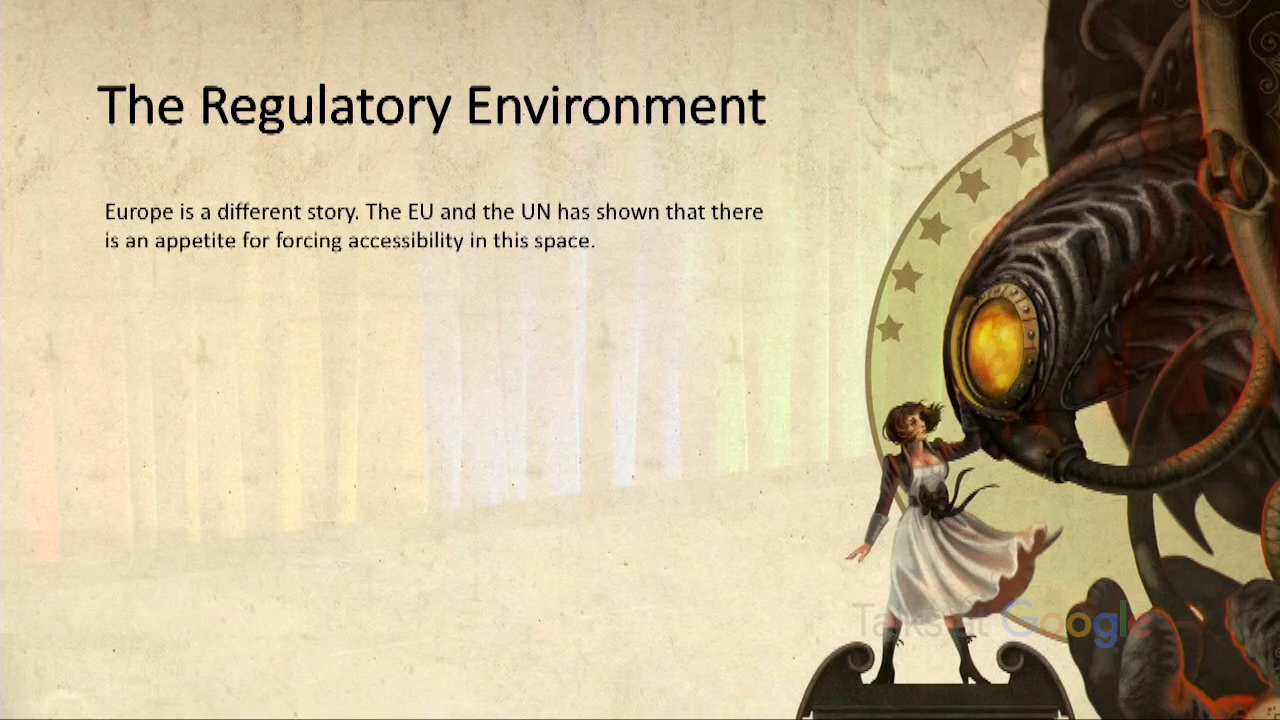 The Regulatory Environment
Europe is a different story. The EU and the UN has shown that there
is an appetite for forcing accessibility in this space.
Talks at Google